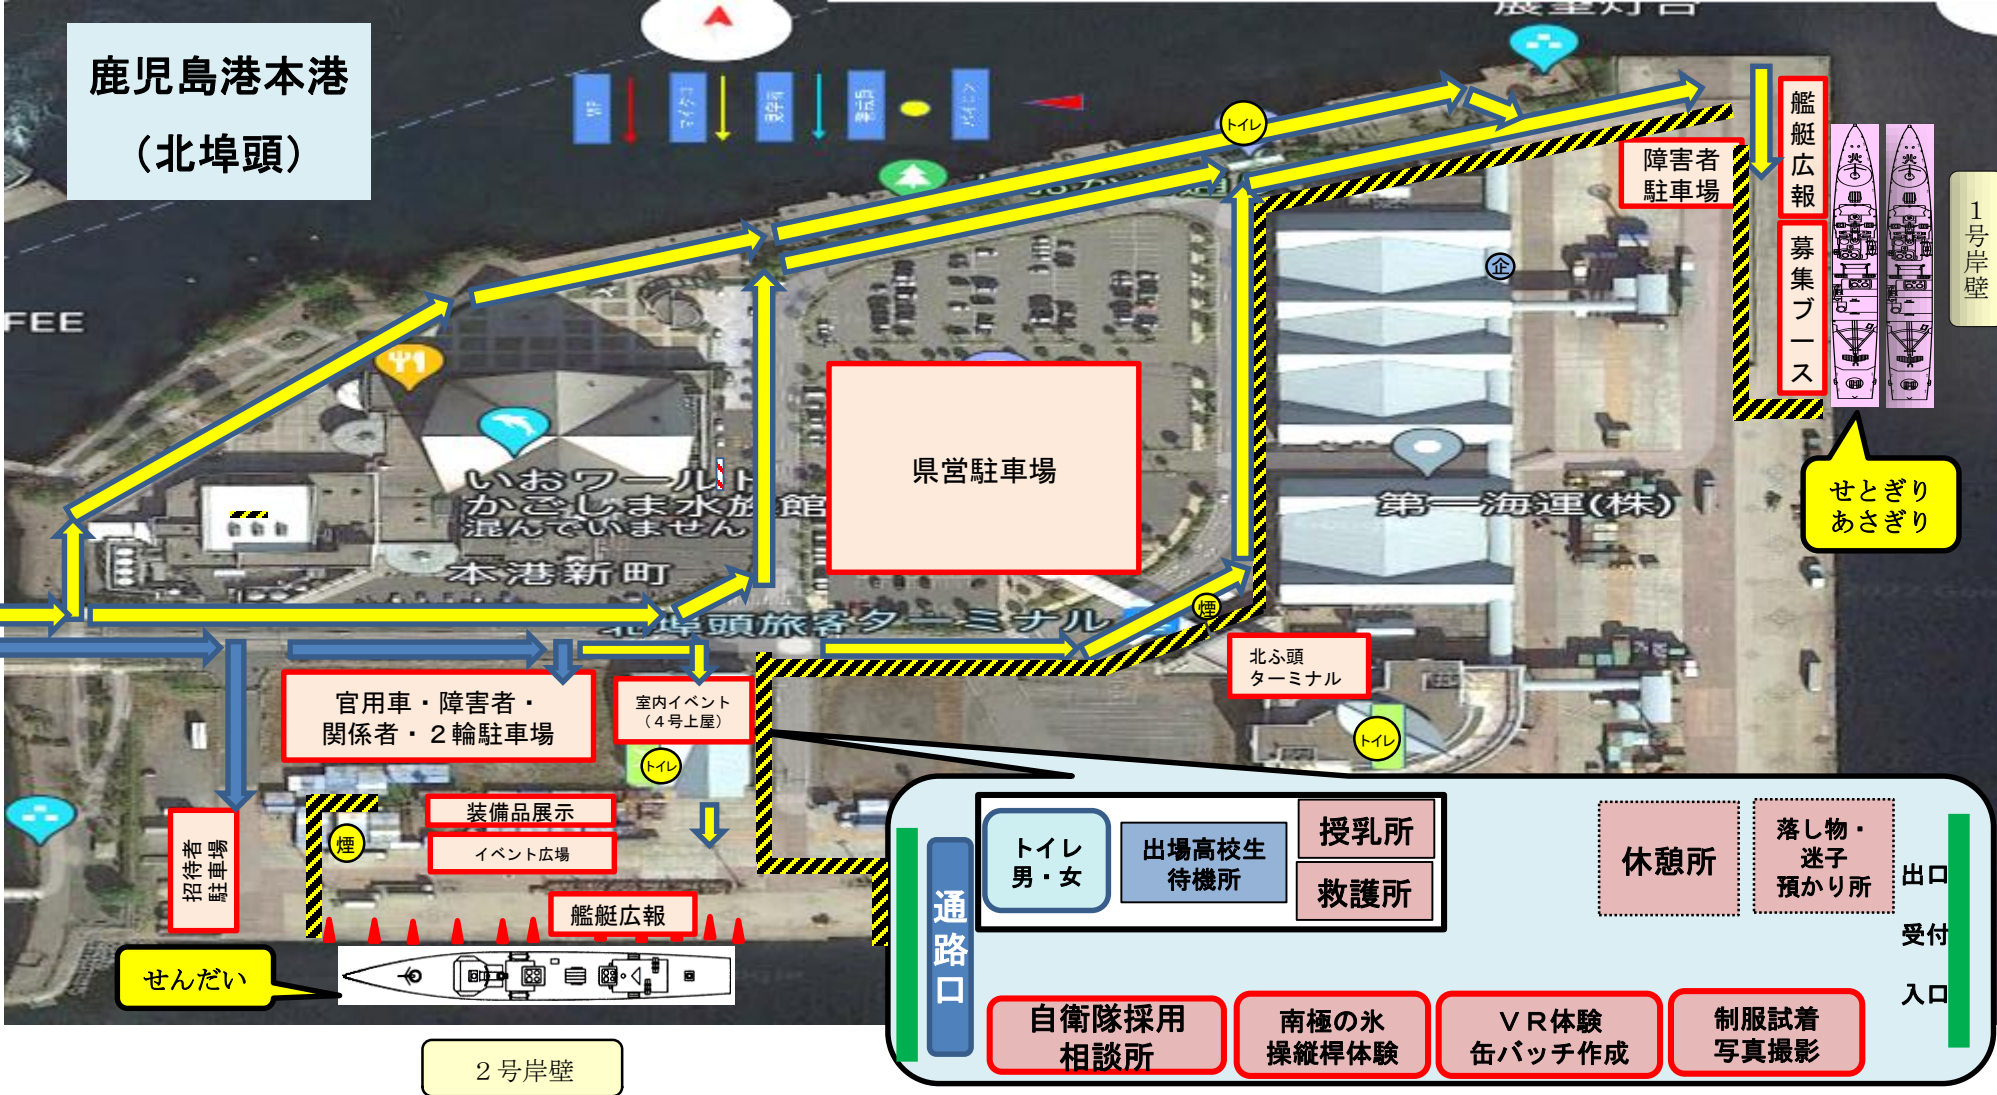 鹿児島港本港
（北埠頭）
トイレ
艦艇広報
障害者
駐車場
募集ブース
1号岸壁
企
FEE
県営駐車場
せとぎり
あさぎり
いおワールド
かごしま水族館
混んでいません
本港新町
第一海運(株)
北埠頭旅客ターミナル
煙
北ふ頭
ターミナル
官用車・障害者・
関係者・２輪駐車場
室内イベント
（４号上屋）
トイレ
トイレ
招待者
駐車場
煙
装備品展示
イベント広場
艦艇広報
せんだい
２号岸壁
通路口
トイレ
男・女
出場高校生
待機所
授乳所
救護所
休憩所
落し物・
迷子
預かり所
出口
受付
入口
自衛隊採用
相談所
南極の氷
操縦桿体験
ＶＲ体験
缶バッチ作成
制服試着
写真撮影